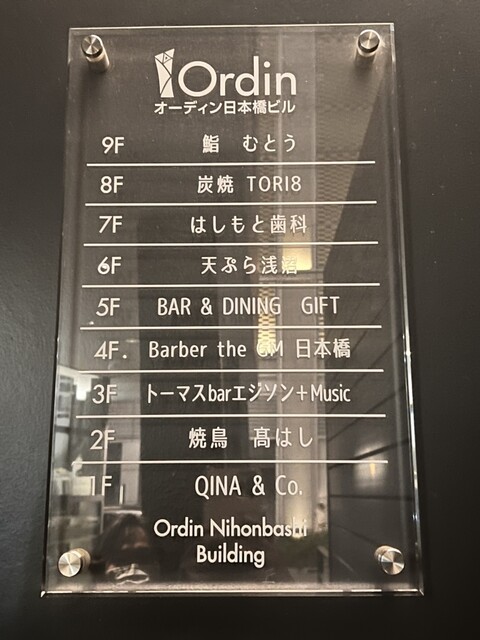 Ordin
オーディン日本橋ビル
9F 鮨 むとう
8F 炭焼 TORI8
7F はしもと歯科
6F 天ぷら浅沼
5F BAR & DINING GIFT
4F. Barber the GM 日本橋
3F トーマスbarエジソン+Music
2F 焼鳥 髙はし
1F QINA & Co.
Ordin Nihonbashi
Building